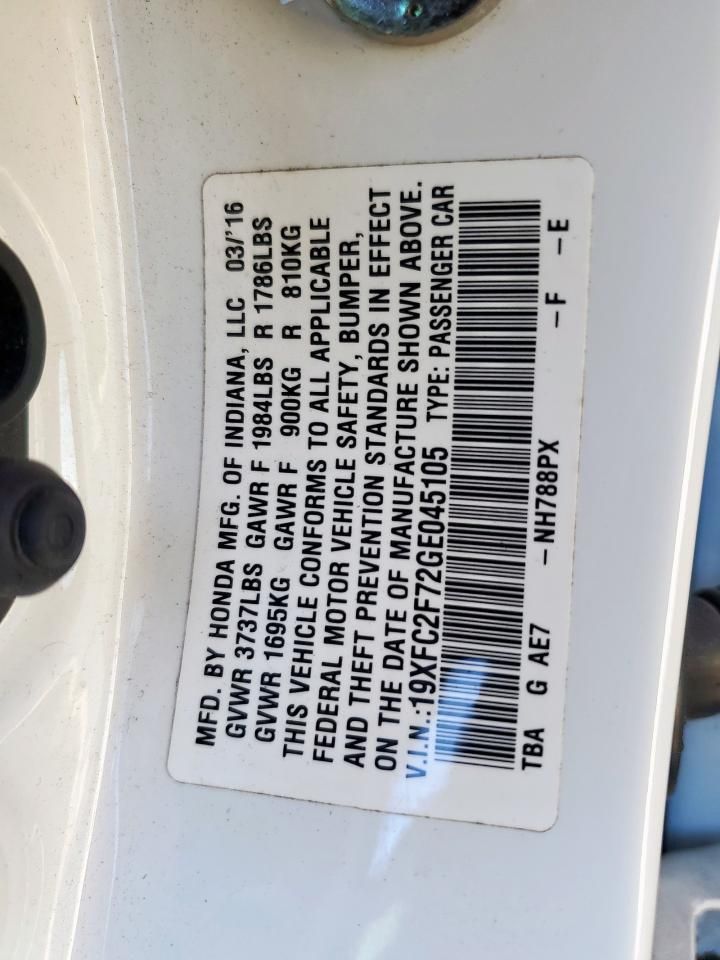 MFD. BY HONDA MFG. OF INDIANA, LLC 03/'16
GVWR 3737LBS GAWR F 1984LBS R 1786LBS
GVWR 1695KG GAWR F 900KG R 810KG
THIS VEHICLE CONFORMS TO ALL APPLICABLE
FEDERAL MOTOR VEHICLE SAFETY, BUMPER,
AND THEFT PREVENTION STANDARDS IN EFFECT
ON THE DATE OF MANUFACTURE SHOWN ABOVE.
V.I.N.:19XFC2F72GE045105 TYPE: PASSENGER CAR
TBA G AE7 -NH788PX -F -E